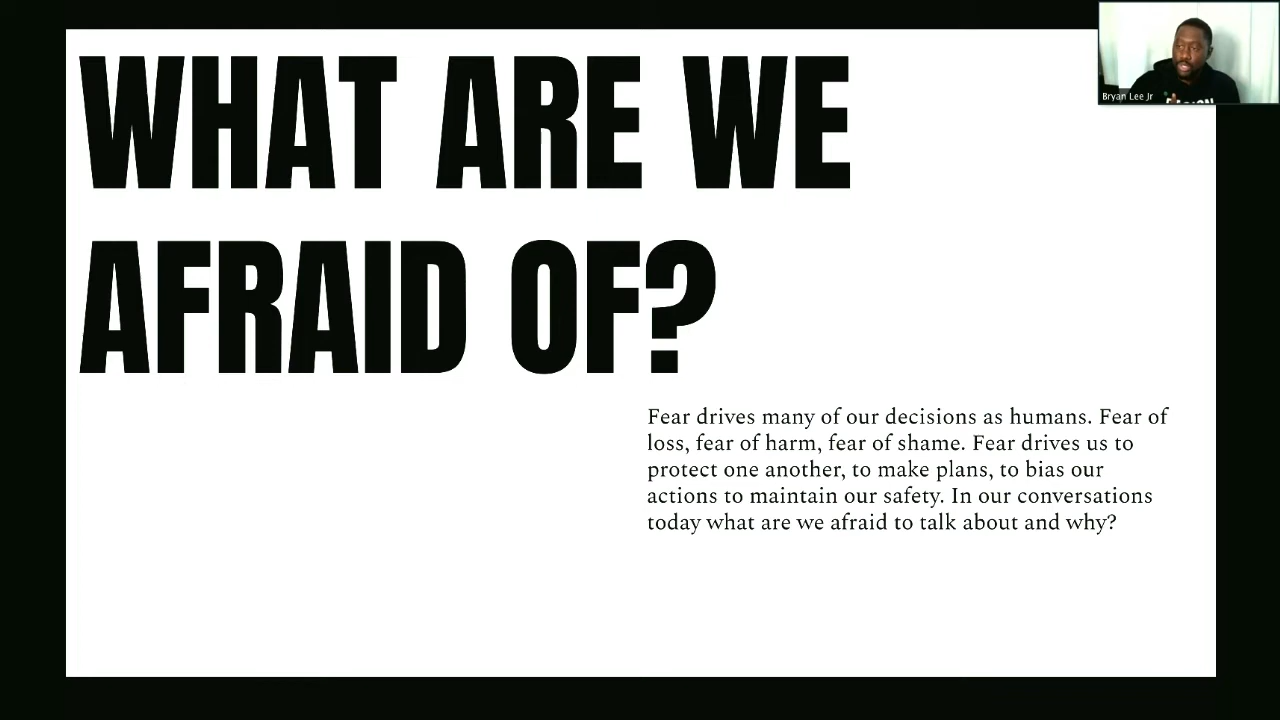 WHAT ARE WE
AFRAID OF?
Fear drives many of our decisions as humans. Fear of
loss, fear of harm, fear of shame. Fear drives us to
protect one another, to make plans, to bias our
actions to maintain our safety. In our conversations
today what are we afraid to talk about and why?
Bryan Lee Jr